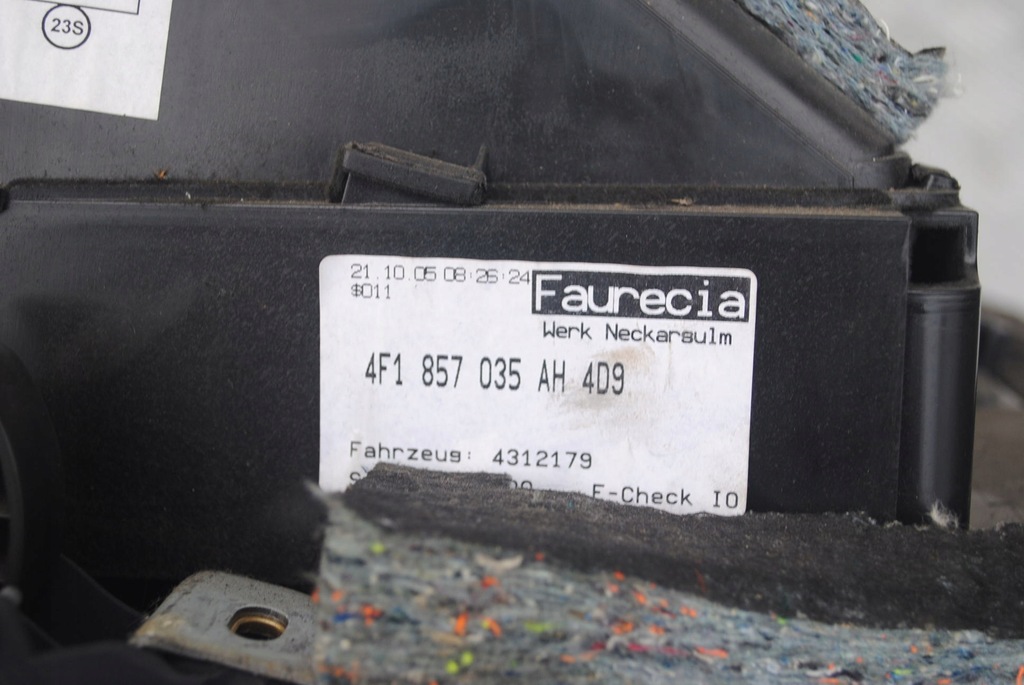 23S
21.10.05 08:26:24
$011
Faurecia
Werk Neckarsulm
4F1 857 035 AH 4D9
Fahrzeug: 4312179
E-Check IO